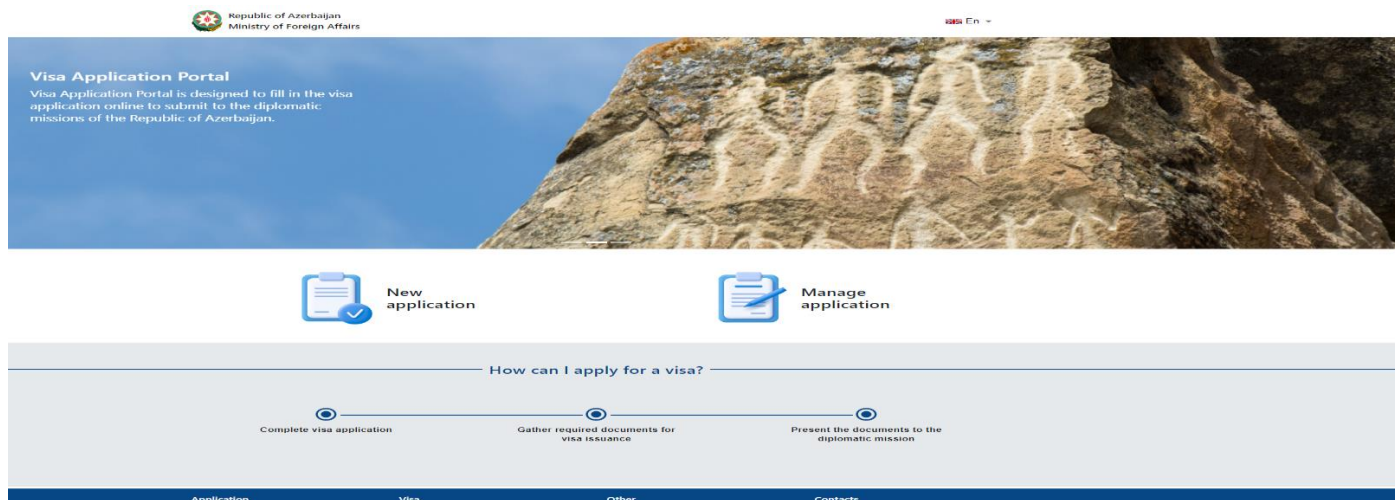 Republic of Azerbaijan
Ministry of Foreign Affairs
En
Visa Application Portal
Visa Application Portal is designed to fill in the visa
application online to submit to the diplomatic
missions of the Republic of Azerbaijan.
New
application
Manage
application
How can I apply for a visa?
Complete visa application
Gather required documents for
visa issuance
Present the documents to the
diplomatic mission
Application
Visa
Other
Contacts